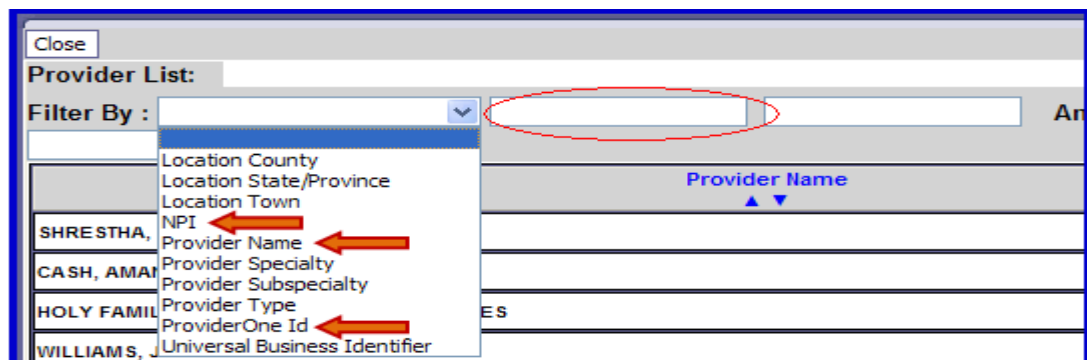 Close
Provider List:
Filter By : An
Location County
Location State/Province
Location Town
NPI
Provider Name
Provider Specialty
Provider Subspecialty
Provider Type
ProviderOne Id
Universal Business Identifier
Provider Name
SHRESTHA,
CASH, AMAN
HOLY FAMIL ES
WILLIAMS, J